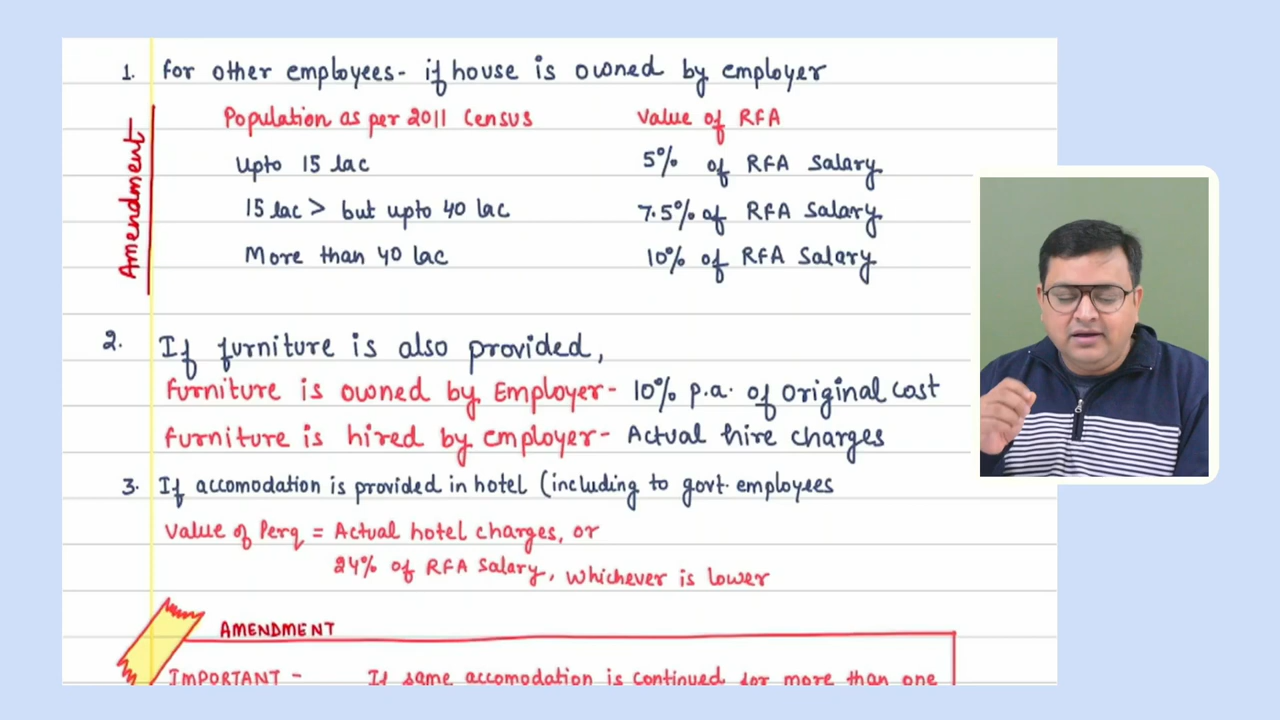 1. for other employees- if house is owned by employer
Amendment
Population as per 2011 Census Value of RFA
Upto 15 lac 5% of RFA Salary
15 lac > but upto 40 lac 7.5% of RFA Salary
More than 40 lac 10% of RFA Salary
2. If furniture is also provided,
Furniture is owned by Employer- 10% p.a. of original cost
Furniture is hired by employer- Actual hire charges
3. If accomodation is provided in hotel (including to govt. employees
Value of Perq = Actual hotel charges, or
24% of RFA Salary, whichever is lower
AMENDMENT
IMPORTANT - If same accomodation is continued for more than one